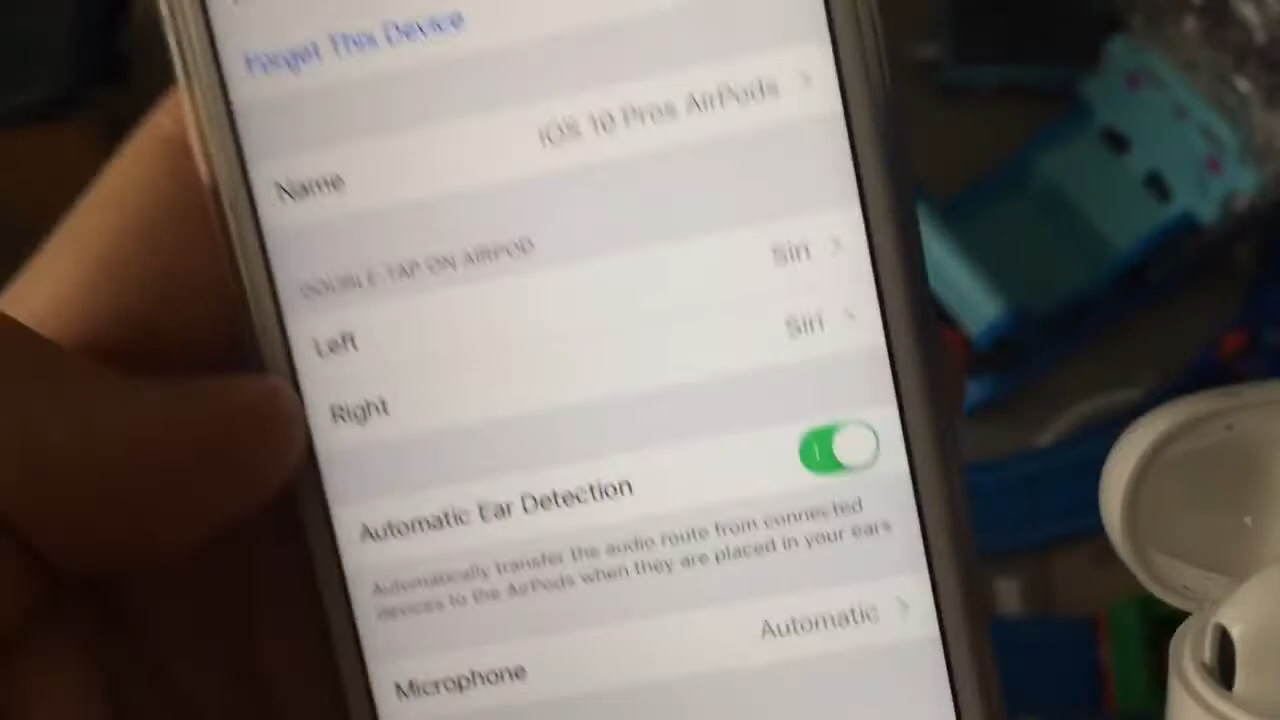 Forget This Device
Name iOS 10 Pros AirPods
DOUBLE-TAP ON AIRPOD
Left Siri
Right Siri
Automatic Ear Detection
Automatically transfer the audio route from connected
devices to the AirPods when they are placed in your ears
Microphone Automatic